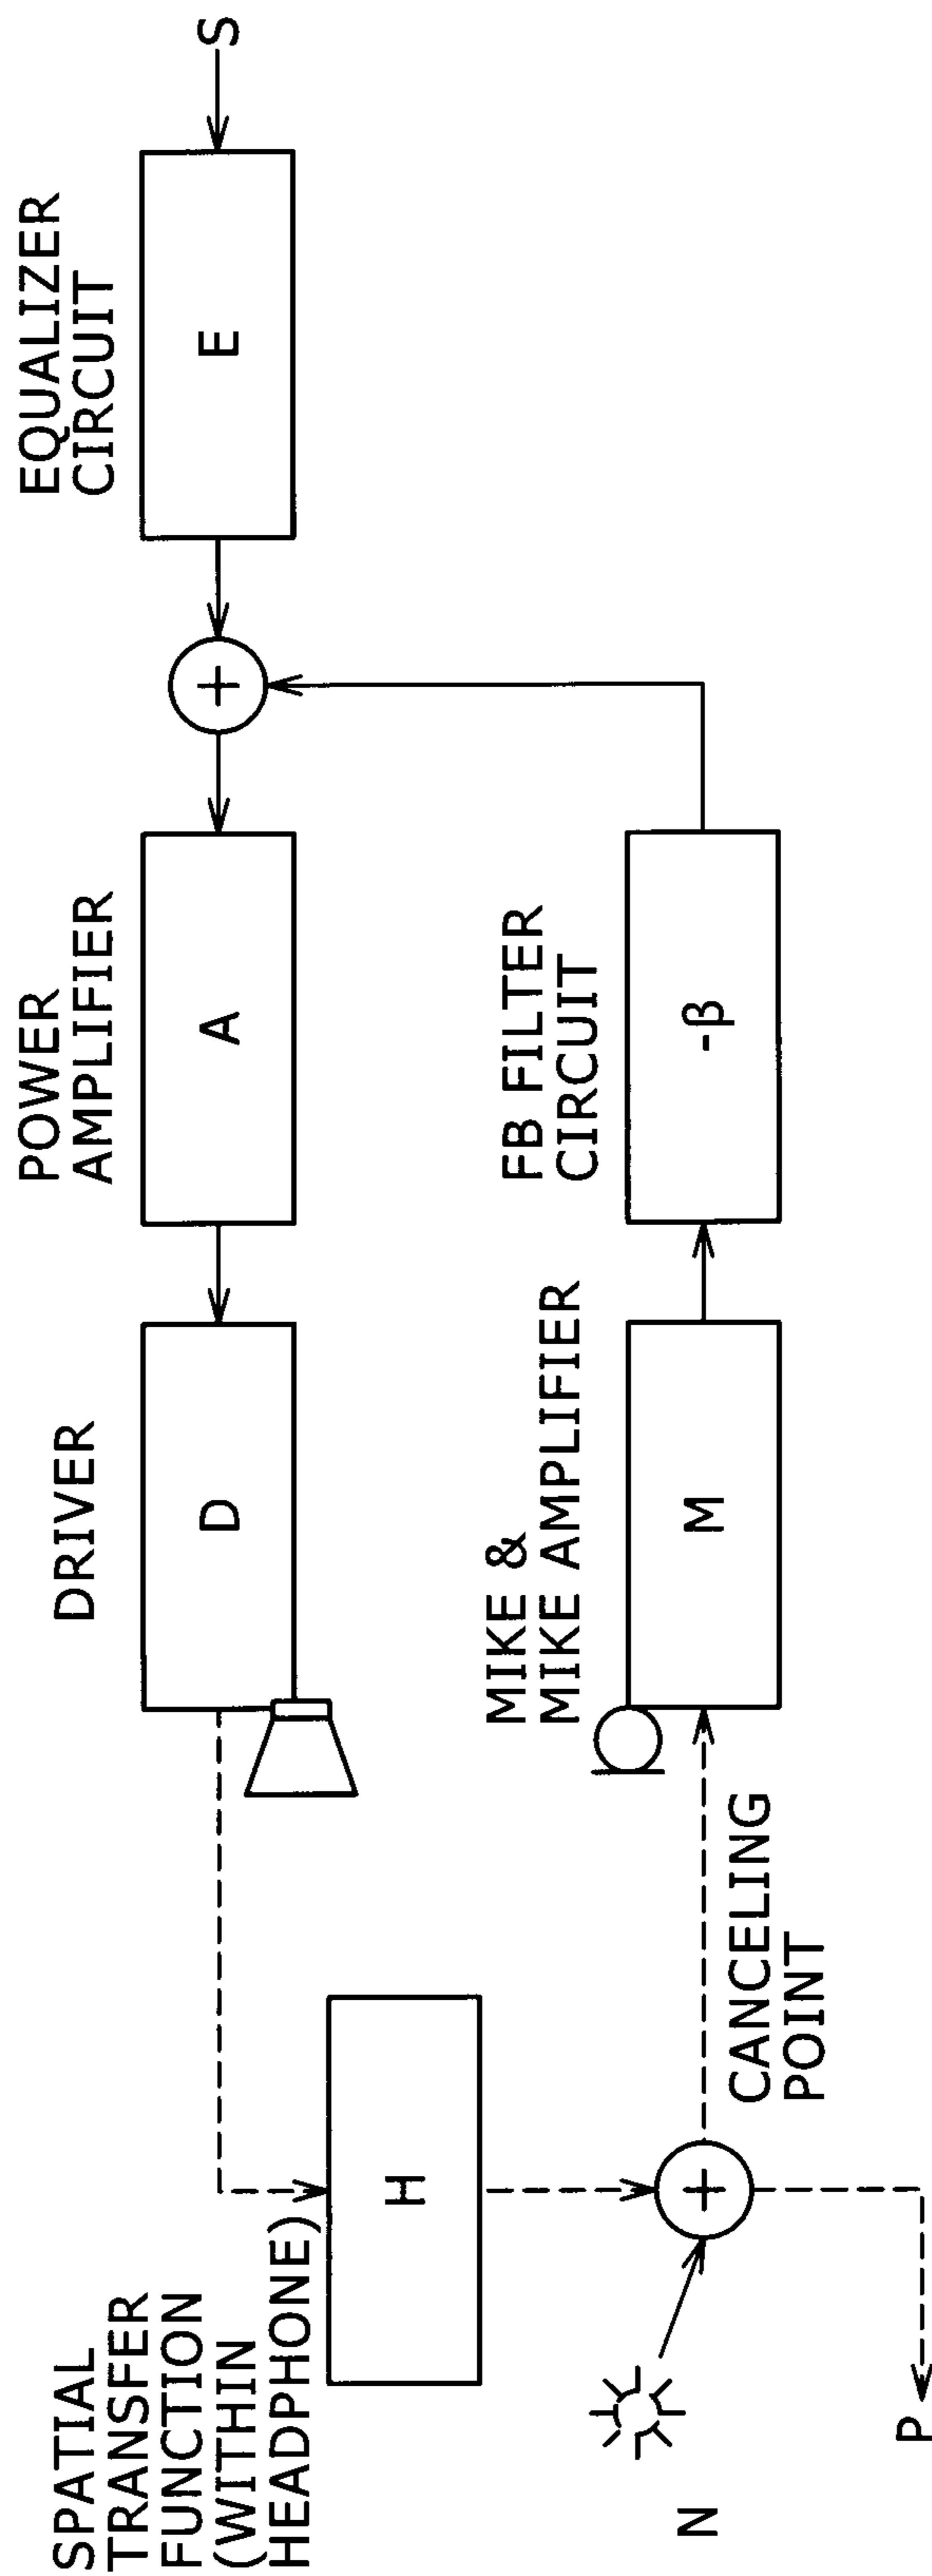 SPATIAL
TRANSFER
FUNCTION
(WITHIN
HEADPHONE)
DRIVER
POWER
AMPLIFIER
EQUALIZER
CIRCUIT
D
A
+
E
S
H
MIKE &
MIKE AMPLIFIER
FB FILTER
CIRCUIT
N
+
M
-β
CANCELING
POINT
P